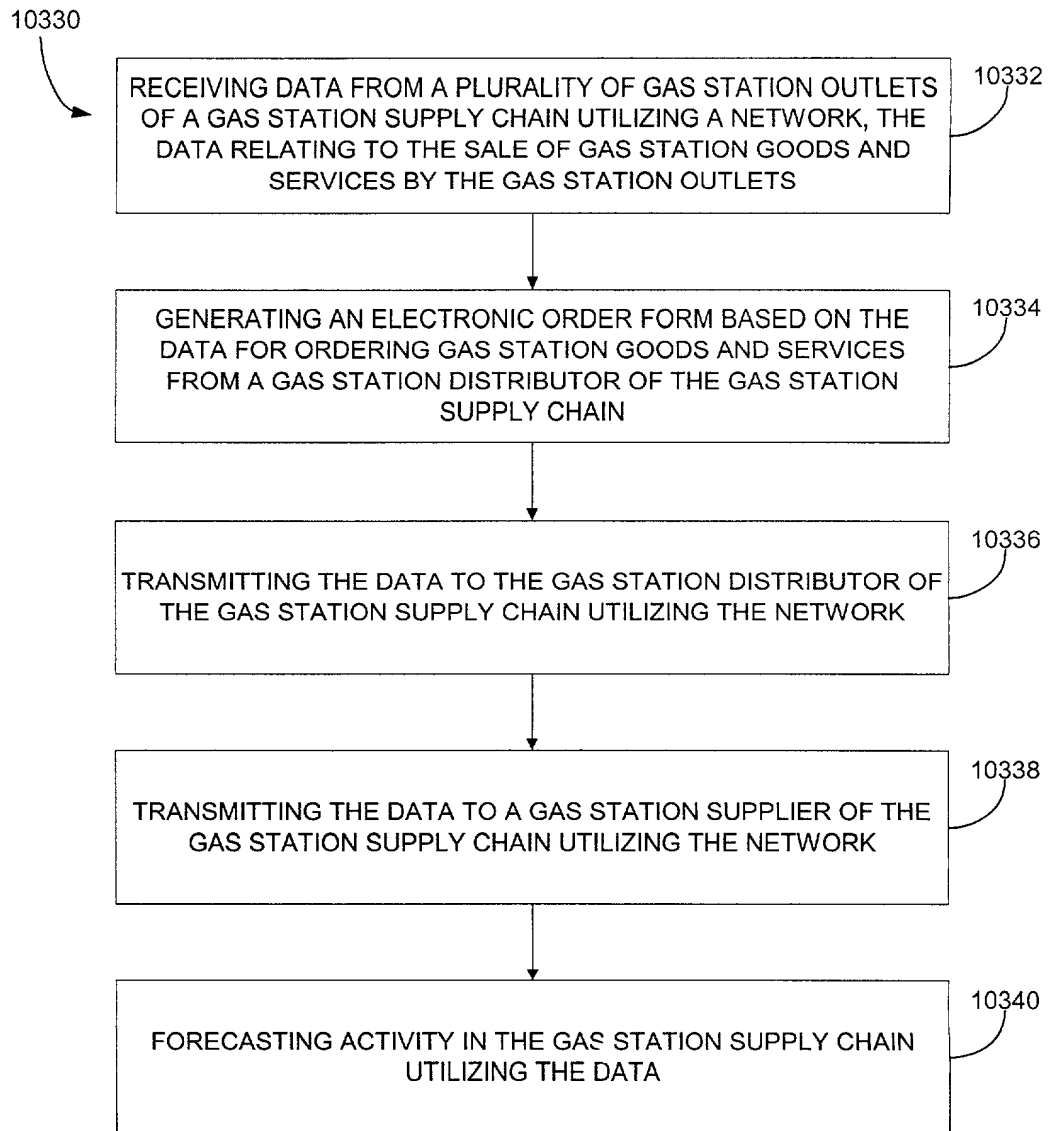 10330
10332
RECEIVING DATA FROM A PLURALITY OF GAS STATION OUTLETS
OF A GAS STATION SUPPLY CHAIN UTILIZING A NETWORK, THE
DATA RELATING TO THE SALE OF GAS STATION GOODS AND
SERVICES BY THE GAS STATION OUTLETS
10334
GENERATING AN ELECTRONIC ORDER FORM BASED ON THE
DATA FOR ORDERING GAS STATION GOODS AND SERVICES
FROM A GAS STATION DISTRIBUTOR OF THE GAS STATION
SUPPLY CHAIN
10336
TRANSMITTING THE DATA TO THE GAS STATION DISTRIBUTOR OF
THE GAS STATION SUPPLY CHAIN UTILIZING THE NETWORK
10338
TRANSMITTING THE DATA TO A GAS STATION SUPPLIER OF THE
GAS STATION SUPPLY CHAIN UTILIZING THE NETWORK
10340
FORECASTING ACTIVITY IN THE GAS STATION SUPPLY CHAIN
UTILIZING THE DATA